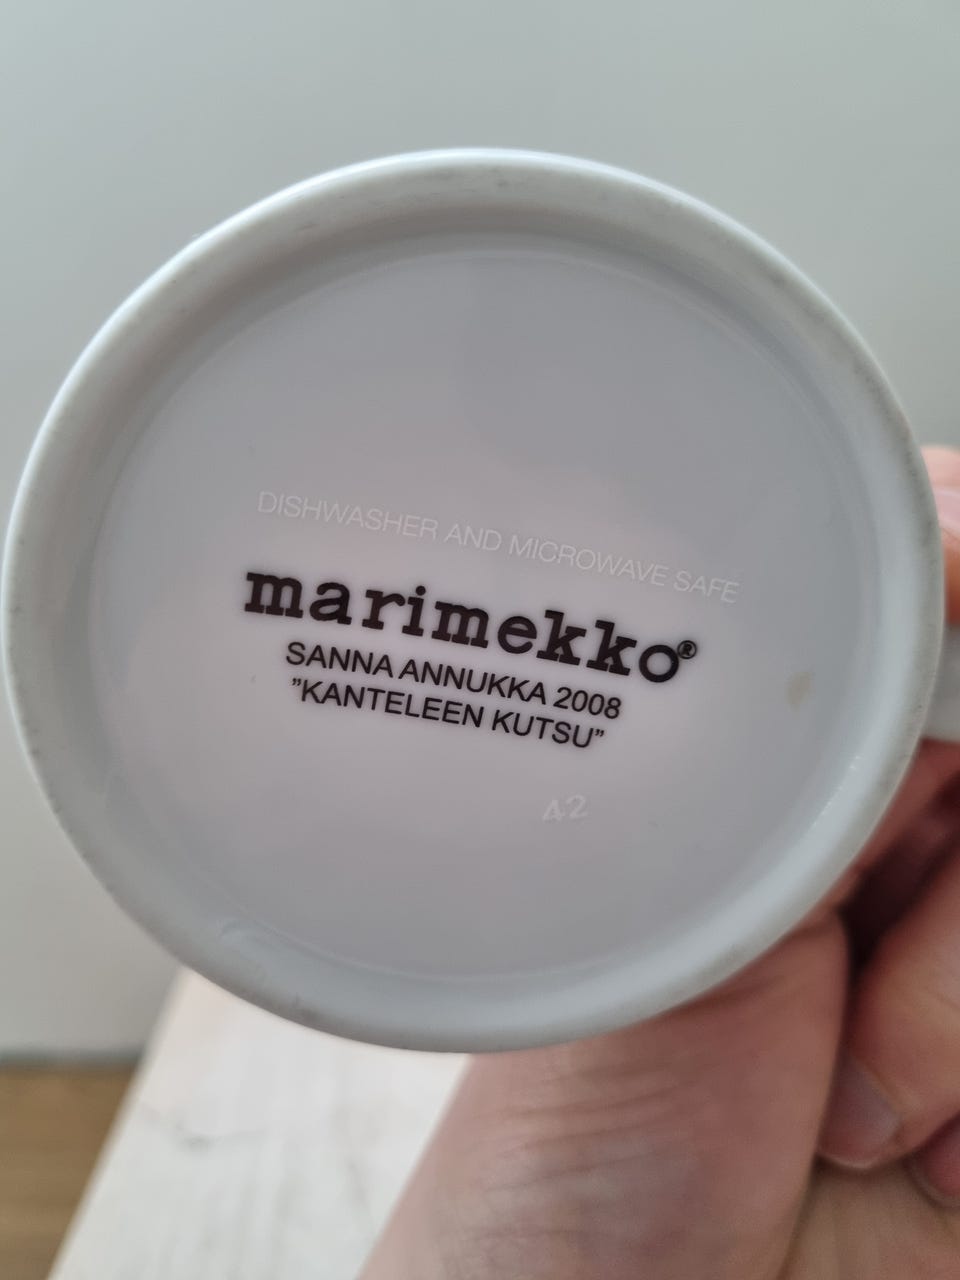 DISHWASHER AND MICROWAVE SAFE
marimekko®
SANNA ANNUKKA 2008
”KANTELEEN KUTSU”
42